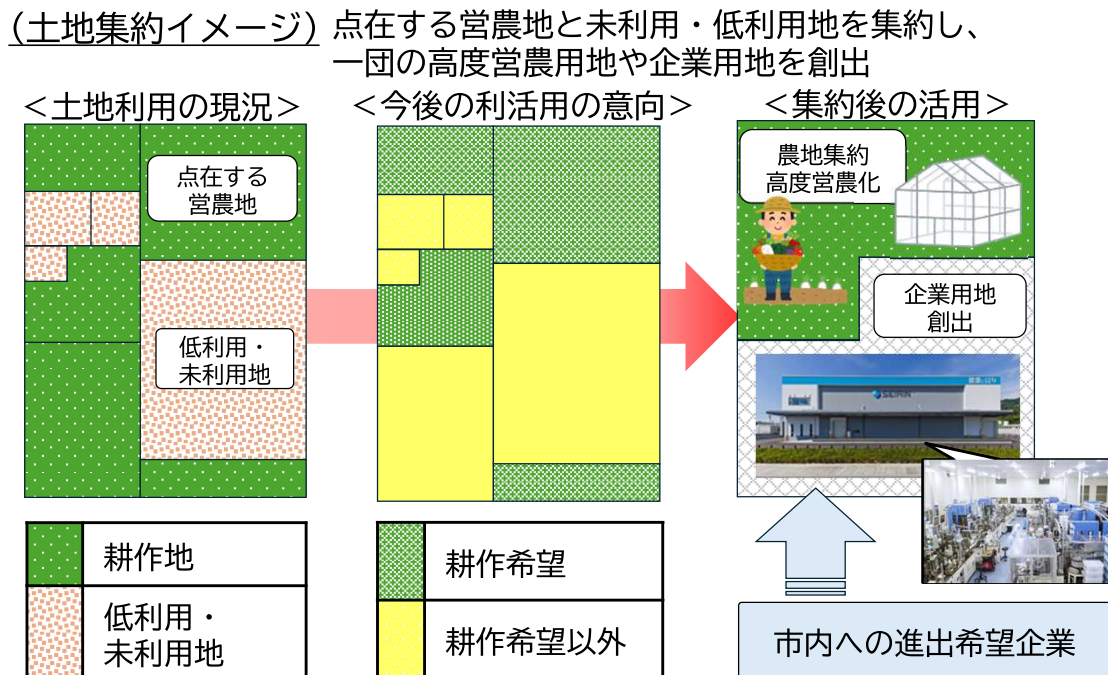 （土地集約イメージ） 点在する営農地と未利用・低利用地を集約し、
一団の高度営農用地や企業用地を創出
＜土地利用の現況＞
点在する
営農地
低利用・
未利用地
耕作地
低利用・
未利用地
＜今後の利活用の意向＞
耕作希望
耕作希望以外
＜集約後の活用＞
農地集約
高度営農化
企業用地
創出
SEIRIN
市内への進出希望企業